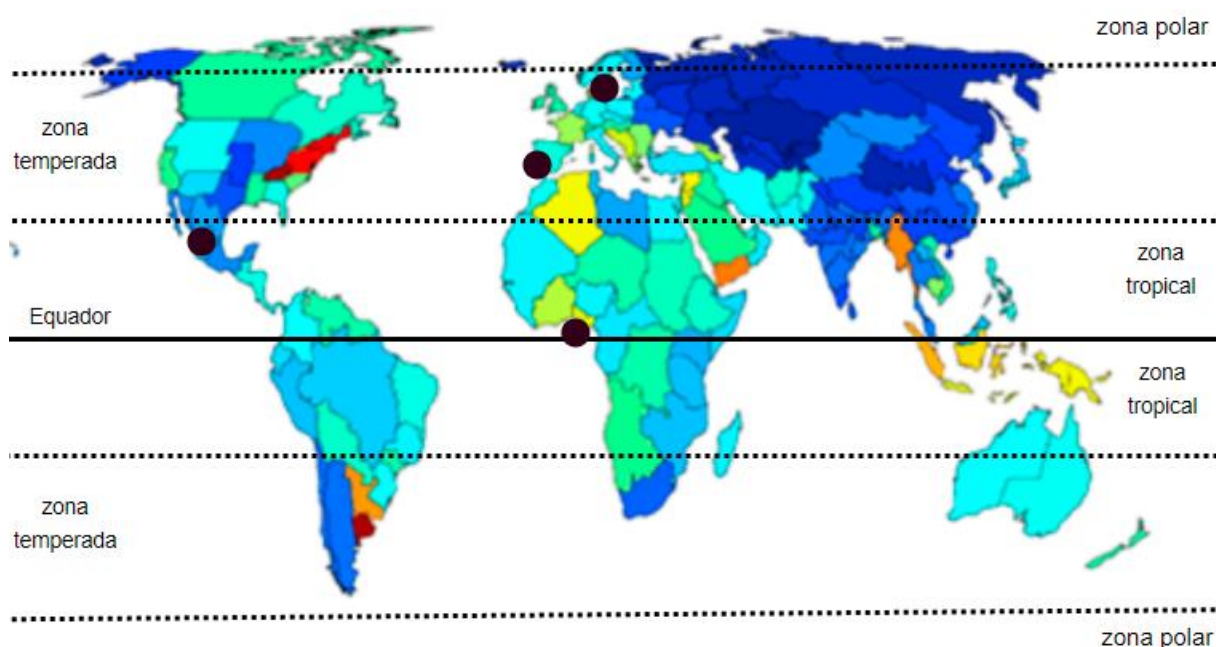 zona polar
zona
temperada
zona
tropical
Equador
zona
tropical
zona
temperada
zona polar